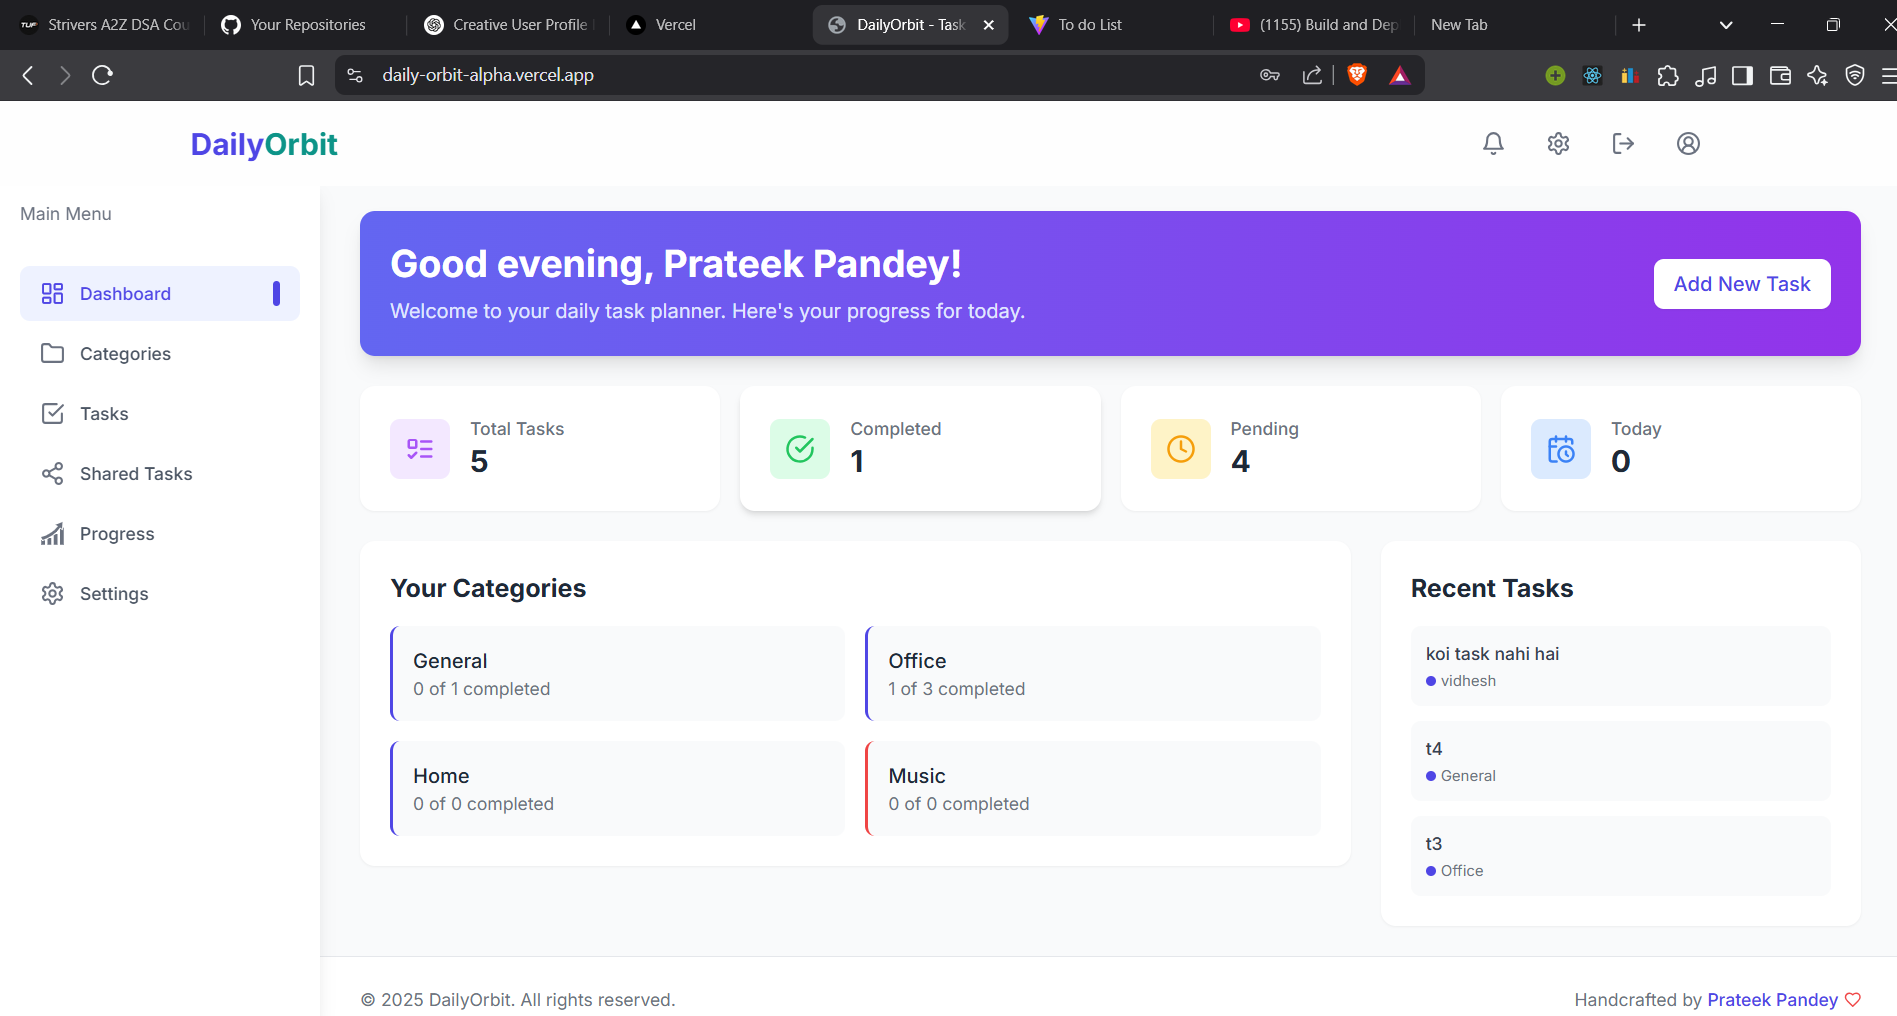 Strivers A2Z DSA Cou
Your Repositories
Creative User Profile
Vercel
DailyOrbit - Task
To do List
(1155) Build and Dep
New Tab
daily-orbit-alpha.vercel.app
DailyOrbit
Main Menu
Dashboard
Categories
Tasks
Shared Tasks
Progress
Settings
Good evening, Prateek Pandey!
Welcome to your daily task planner. Here's your progress for today.
Add New Task
Total Tasks
5
Completed
1
Pending
4
Today
0
Your Categories
General
0 of 1 completed
Office
1 of 3 completed
Home
0 of 0 completed
Music
0 of 0 completed
Recent Tasks
koi task nahi hai
vidhesh
t4
General
t3
Office
© 2025 DailyOrbit. All rights reserved.
Handcrafted by Prateek Pandey